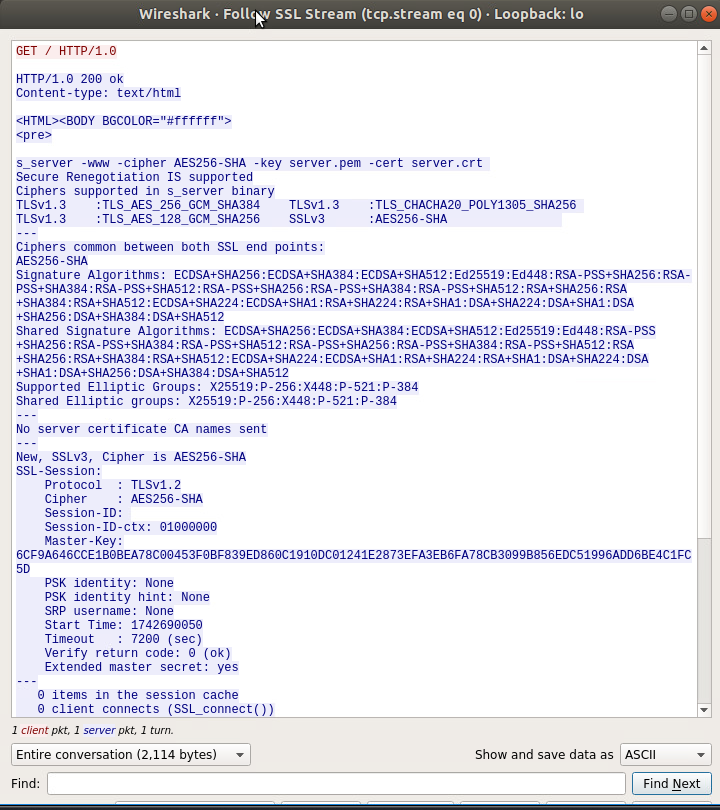 Wireshark · Follow SSL Stream (tcp.stream eq 0) · Loopback: lo
GET / HTTP/1.0
HTTP/1.0 200 ok
Content-type: text/html
<HTML><BODY BGCOLOR="#ffffff">
<pre>
s_server -www -cipher AES256-SHA -key server.pem -cert server.crt
Secure Renegotiation IS supported
Ciphers supported in s_server binary
TLSv1.3    :TLS_AES_256_GCM_SHA384    TLSv1.3    :TLS_CHACHA20_POLY1305_SHA256
TLSv1.3    :TLS_AES_128_GCM_SHA256    SSLv3      :AES256-SHA
---
Ciphers common between both SSL end points:
AES256-SHA
Signature Algorithms: ECDSA+SHA256:ECDSA+SHA384:ECDSA+SHA512:Ed25519:Ed448:RSA-PSS+SHA256:RSA-
PSS+SHA384:RSA-PSS+SHA512:RSA-PSS+SHA256:RSA-PSS+SHA384:RSA-PSS+SHA512:RSA+SHA256:RSA
+SHA384:RSA+SHA512:ECDSA+SHA224:ECDSA+SHA1:RSA+SHA224:RSA+SHA1:DSA+SHA224:DSA+SHA1:DSA
+SHA256:DSA+SHA384:DSA+SHA512
Shared Signature Algorithms: ECDSA+SHA256:ECDSA+SHA384:ECDSA+SHA512:Ed25519:Ed448:RSA-PSS
+SHA256:RSA-PSS+SHA384:RSA-PSS+SHA512:RSA-PSS+SHA256:RSA-PSS+SHA384:RSA-PSS+SHA512:RSA
+SHA256:RSA+SHA384:RSA+SHA512:ECDSA+SHA224:ECDSA+SHA1:RSA+SHA224:RSA+SHA1:DSA+SHA224:DSA
+SHA1:DSA+SHA256:DSA+SHA384:DSA+SHA512
Supported Elliptic Groups: X25519:P-256:X448:P-521:P-384
Shared Elliptic groups: X25519:P-256:X448:P-521:P-384
---
No server certificate CA names sent
---
New, SSLv3, Cipher is AES256-SHA
SSL-Session:
    Protocol  : TLSv1.2
    Cipher    : AES256-SHA
    Session-ID:
    Session-ID-ctx: 01000000
    Master-Key:
6CF9A646CCE1B0BEA78C00453F0BF839ED860C1910DC01241E2873EFA3EB6FA78CB3099B856EDC51996ADD6BE4C1FC
5D
    PSK identity: None
    PSK identity hint: None
    SRP username: None
    Start Time: 1742690050
    Timeout   : 7200 (sec)
    Verify return code: 0 (ok)
    Extended master secret: yes
---
   0 items in the session cache
   0 client connects (SSL_connect())
1 client pkt, 1 server pkt, 1 turn.
Entire conversation (2,114 bytes)
Show and save data as ASCII
Find:
Find Next